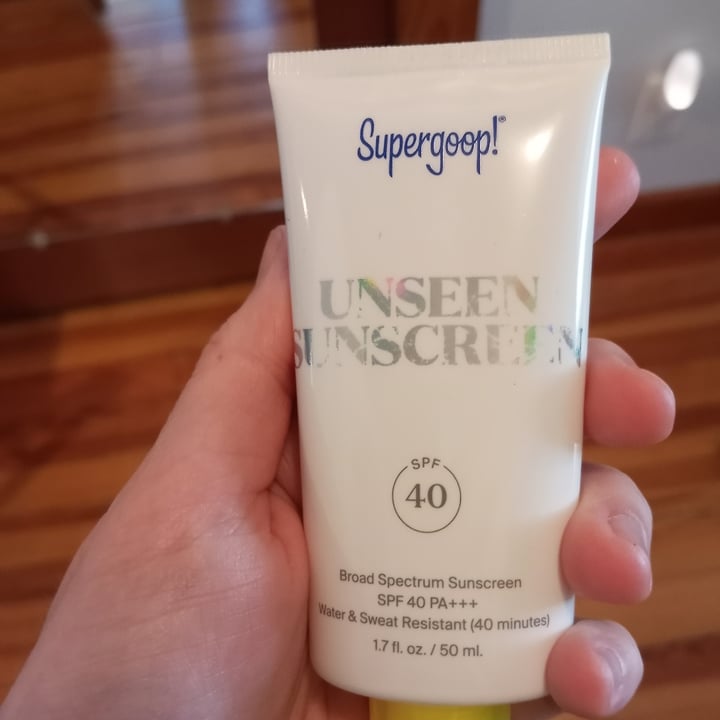 Supergoop!®
UNSEEN
SUNSCREEN
SPF
40
Broad Spectrum Sunscreen
SPF 40 PA+++
Water & Sweat Resistant (40 minutes)
1.7 fl. oz. / 50 ml.